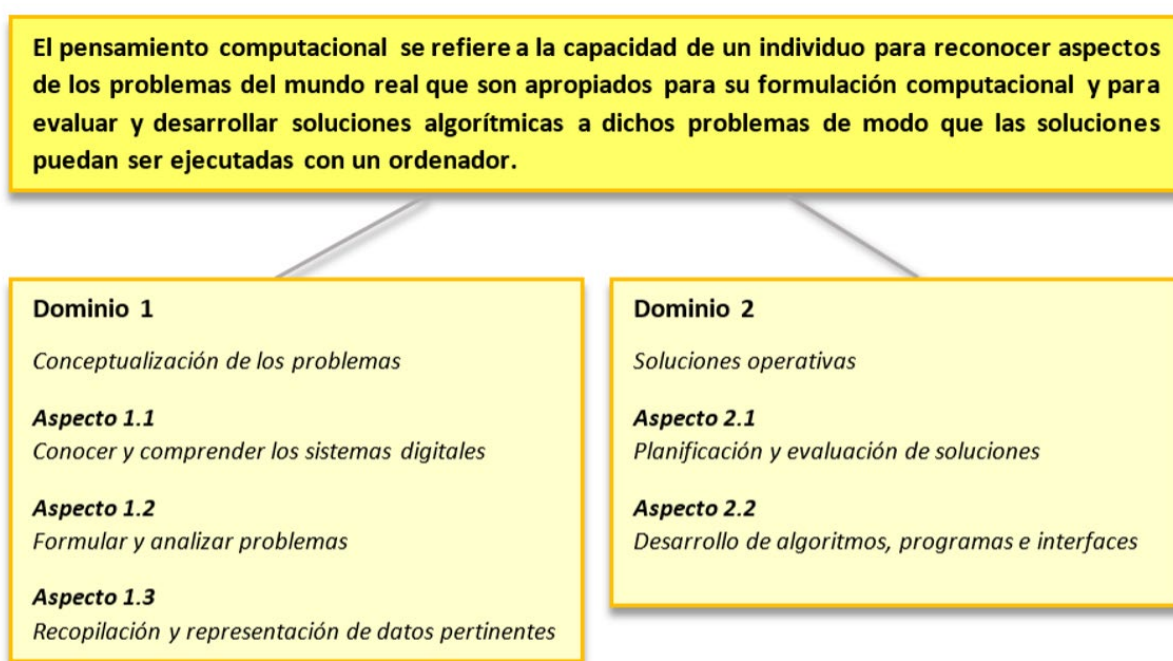 El pensamiento computacional se refiere a la capacidad de un individuo para reconocer aspectos
de los problemas del mundo real que son apropiados para su formulación computacional y para
evaluar y desarrollar soluciones algorítmicas a dichos problemas de modo que las soluciones
puedan ser ejecutadas con un ordenador.
Dominio 1
Conceptualización de los problemas
Aspecto 1.1
Conocer y comprender los sistemas digitales
Aspecto 1.2
Formular y analizar problemas
Aspecto 1.3
Recopilación y representación de datos pertinentes
Dominio 2
Soluciones operativas
Aspecto 2.1
Planificación y evaluación de soluciones
Aspecto 2.2
Desarrollo de algoritmos, programas e interfaces